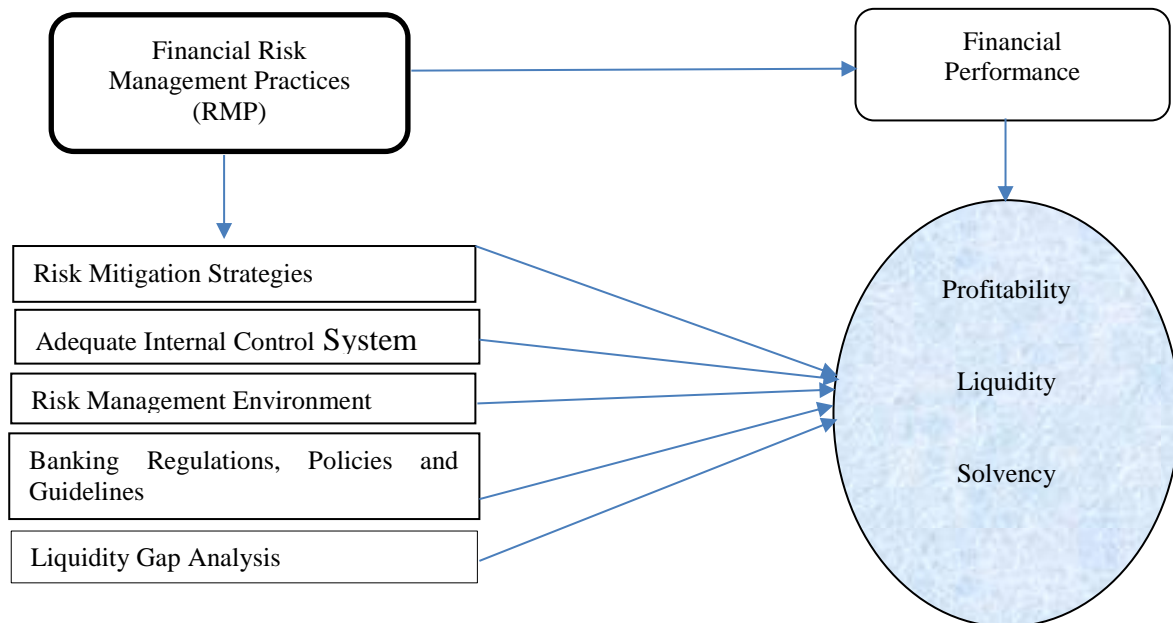 Financial Risk
Management Practices
(RMP)
Financial
Performance
Risk Mitigation Strategies
Adequate Internal Control System
Risk Management Environment
Banking Regulations, Policies and
Guidelines
Liquidity Gap Analysis
Profitability
Liquidity
Solvency